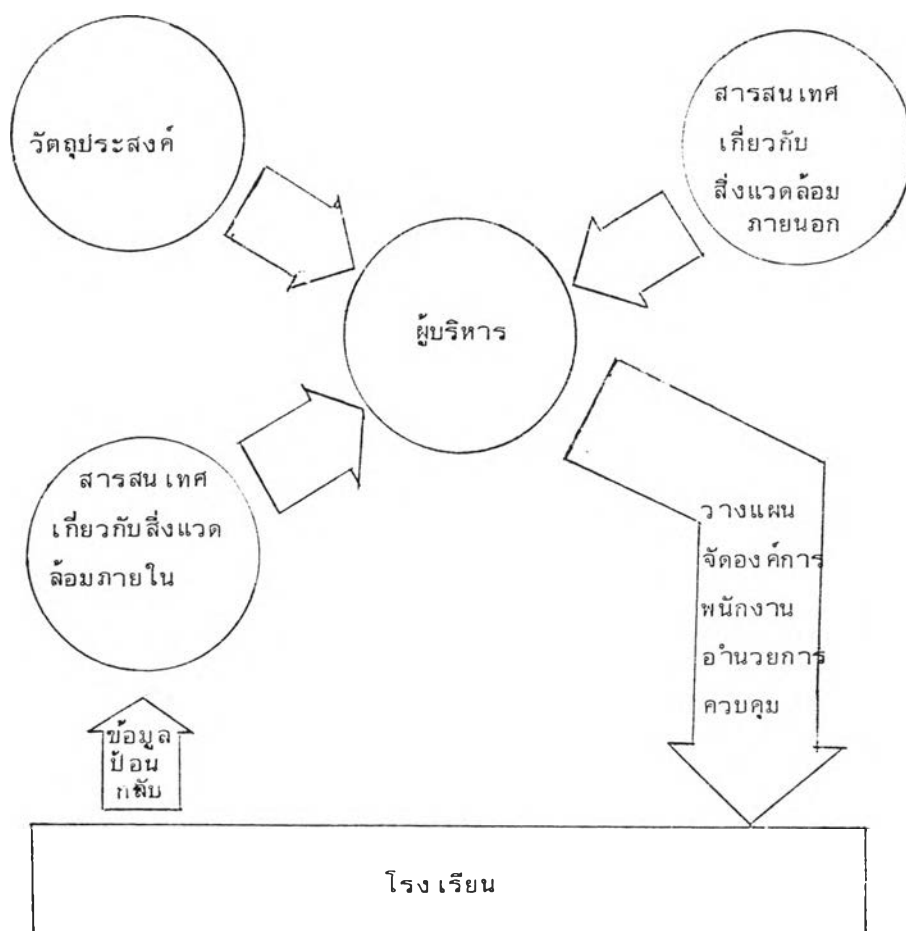 วัตถุประสงค์
สารสนเทศ
เกี่ยวกับ
สิ่งแวดล้อม
ภายนอก
ผู้บริหาร
สารสนเทศ
เกี่ยวกับสิ่งแวด
ล้อมภายใน
วางแผน
จัดองค์การ
พนักงาน
อำนวยการ
ควบคุม
ข้อมูล
ป้อน
กลับ
โรงเรียน